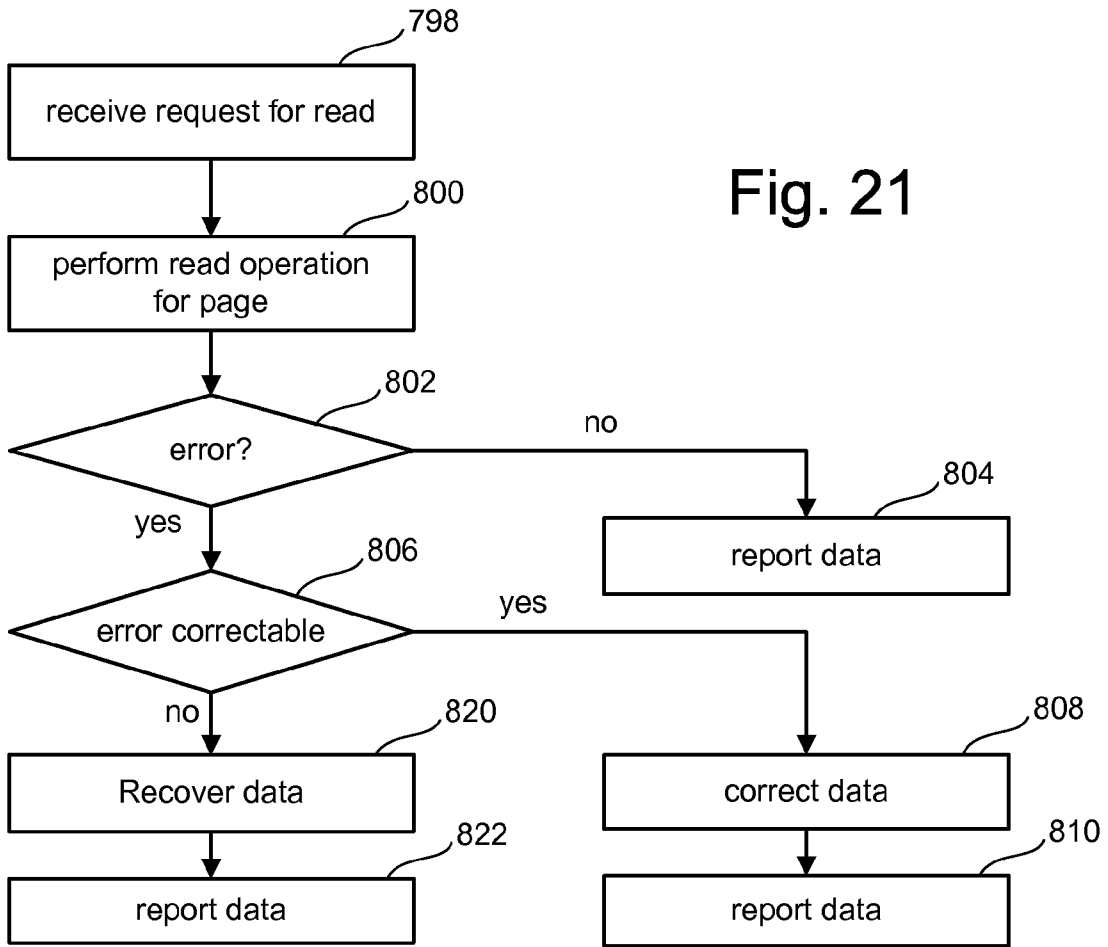 798
receive request for read
Fig. 21
800
perform read operation
for page
802
error?
no
804
yes
report data
806
error correctable
yes
no
820
808
Recover data
correct data
822
810
report data
report data